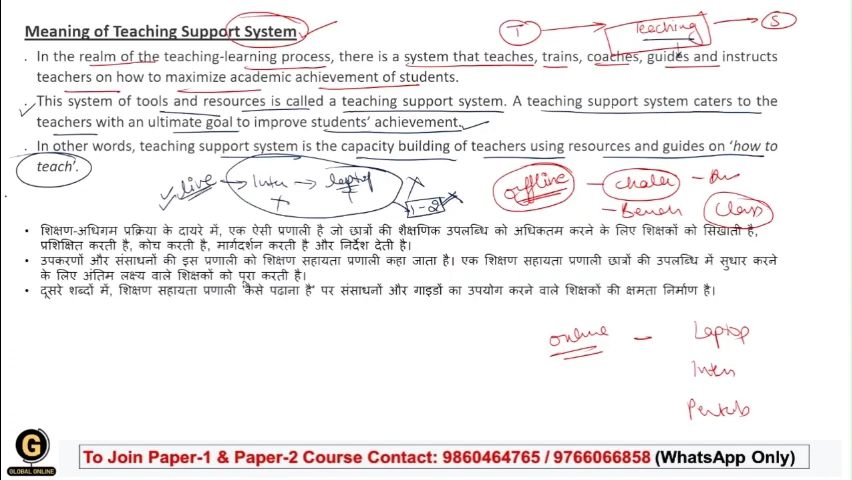 Meaning of Teaching Support System
T
Teaching
S
. In the realm of the teaching-learning process, there is a system that teaches, trains, coaches, guides and instructs
teachers on how to maximize academic achievement of students.
. This system of tools and resources is called a teaching support system. A teaching support system caters to the
teachers with an ultimate goal to improve students' achievement.
. In other words, teaching support system is the capacity building of teachers using resources and guides on 'how to
teach'.
live Inter laptop
1-2
offline
Bench Class
• शिक्षण-अधिगम प्रक्रिया के दायरे में, एक ऐसी प्रणाली है जो छात्रों की शैक्षणिक उपलब्धि को अधिकतम करने के लिए शिक्षकों को सिखाती है,
प्रशिक्षित करती है, कोच करती है, मार्गदर्शन करती है और निर्देश देती है।
• उपकरणों और संसाधनों की इस प्रणाली को शिक्षण सहायता प्रणाली कहा जाता है। एक शिक्षण सहायता प्रणाली छात्रों की उपलब्धि में सुधार करने
के लिए अंतिम लक्ष्य वाले शिक्षकों को पूरा करती है।
• दूसरे शब्दों में, शिक्षण सहायता प्रणाली 'कैसे पढ़ाना है' पर संसाधनों और गाइडों का उपयोग करने वाले शिक्षकों की क्षमता निर्माण है।
online - Laptop
Inter
G
GLOBAL ONLINE
To Join Paper-1 & Paper-2 Course Contact: 9860464765 / 9766066858 (WhatsApp Only)